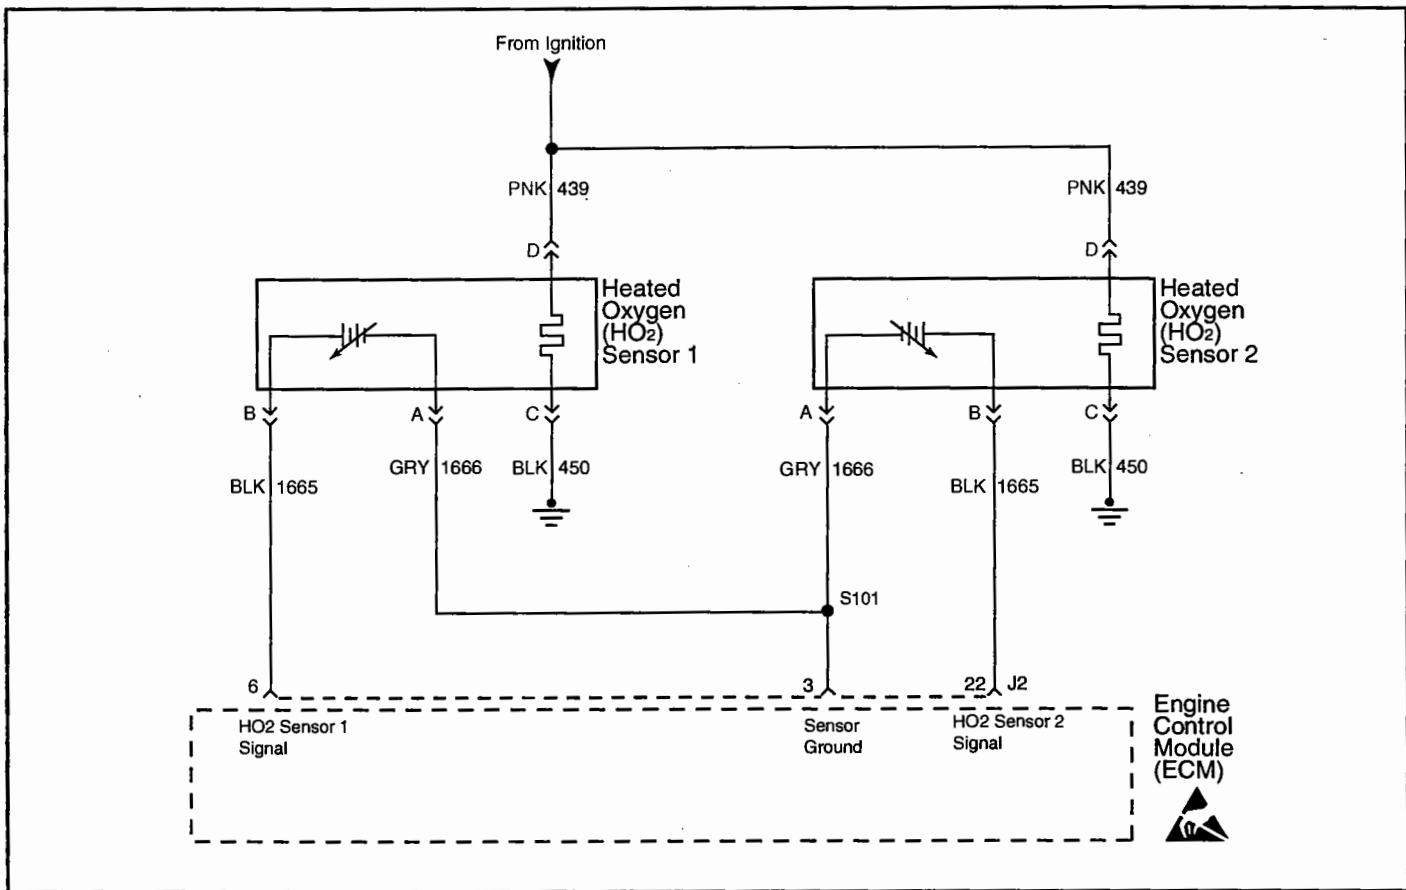 From Ignition
PNK 439
PNK 439
D
D
Heated
Oxygen
(HO2)
Sensor 1
Heated
Oxygen
(HO2)
Sensor 2
B
A
C
A
B
C
GRY 1666
BLK 450
GRY 1666
BLK 450
BLK 1665
BLK 1665
S101
6
3
22 J2
HO2 Sensor 1
Signal
Sensor
Ground
HO2 Sensor 2
Signal
Engine
Control
Module
(ECM)